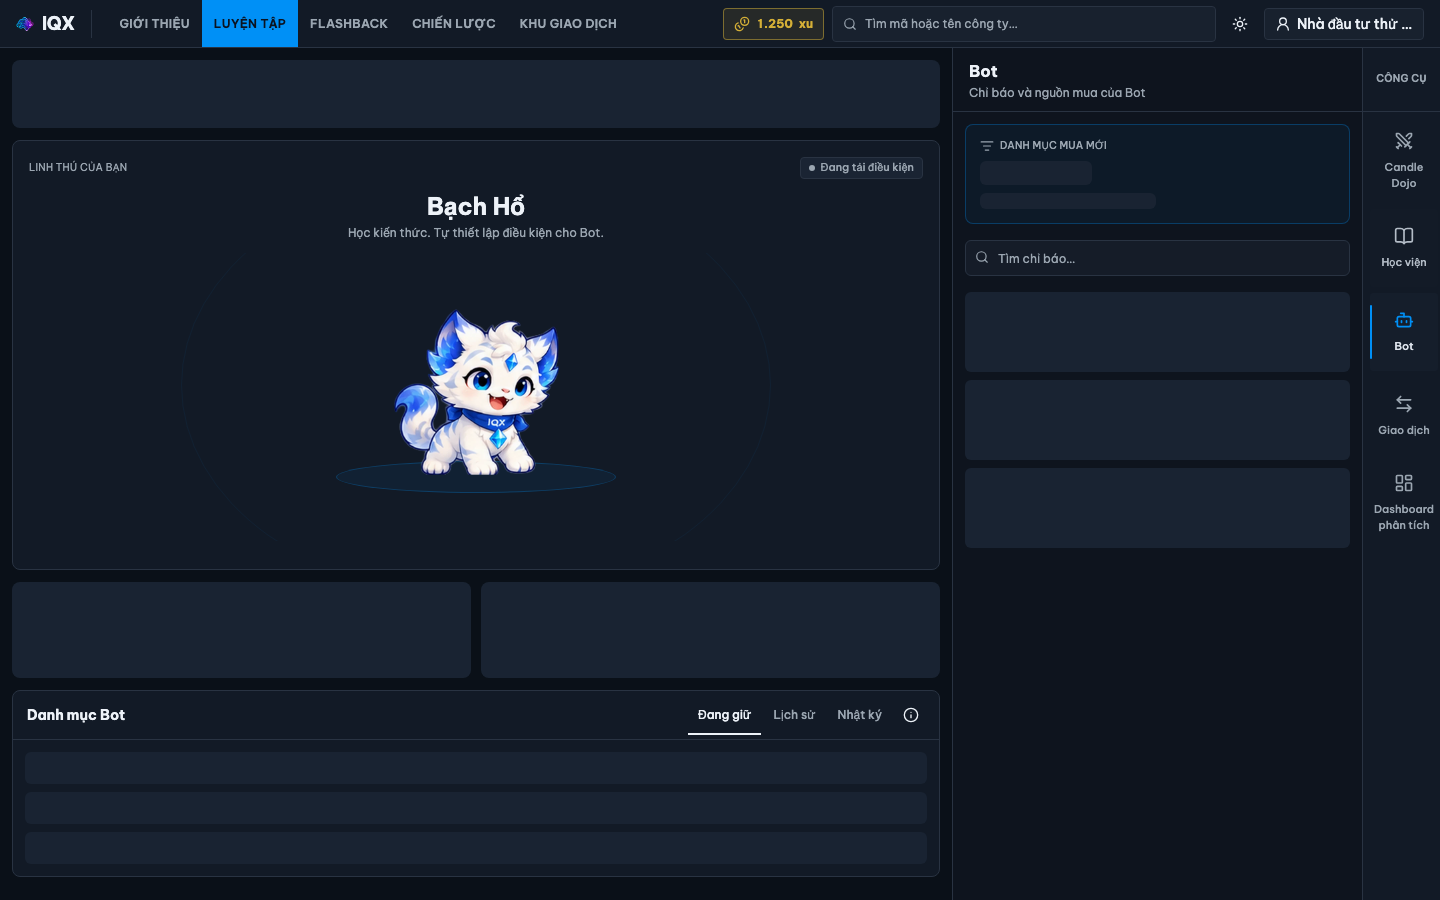 IQX
GIỚI THIỆU
LUYỆN TẬP
FLASHBACK
CHIẾN LƯỢC
KHU GIAO DỊCH
1.250 xu
Tìm mã hoặc tên công ty...
Nhà đầu tư thử ...
LINH THÚ CỦA BẠN
Đang tải điều kiện
Bạch Hổ
Học kiến thức. Tự thiết lập điều kiện cho Bot.
IQX
Danh mục Bot
Đang giữ
Lịch sử
Nhật ký
Bot
Chỉ báo và nguồn mua của Bot
DANH MỤC MUA MỚI
Tìm chỉ báo...
CÔNG CỤ
Candle
Dojo
Học viện
Bot
Giao dịch
Dashboard
phân tích